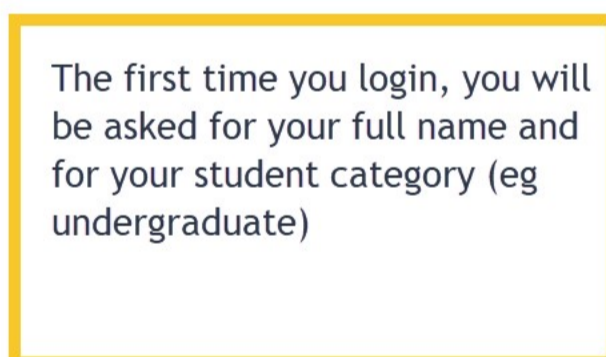 The first time you login, you will
be asked for your full name and
for your student category (eg
undergraduate)